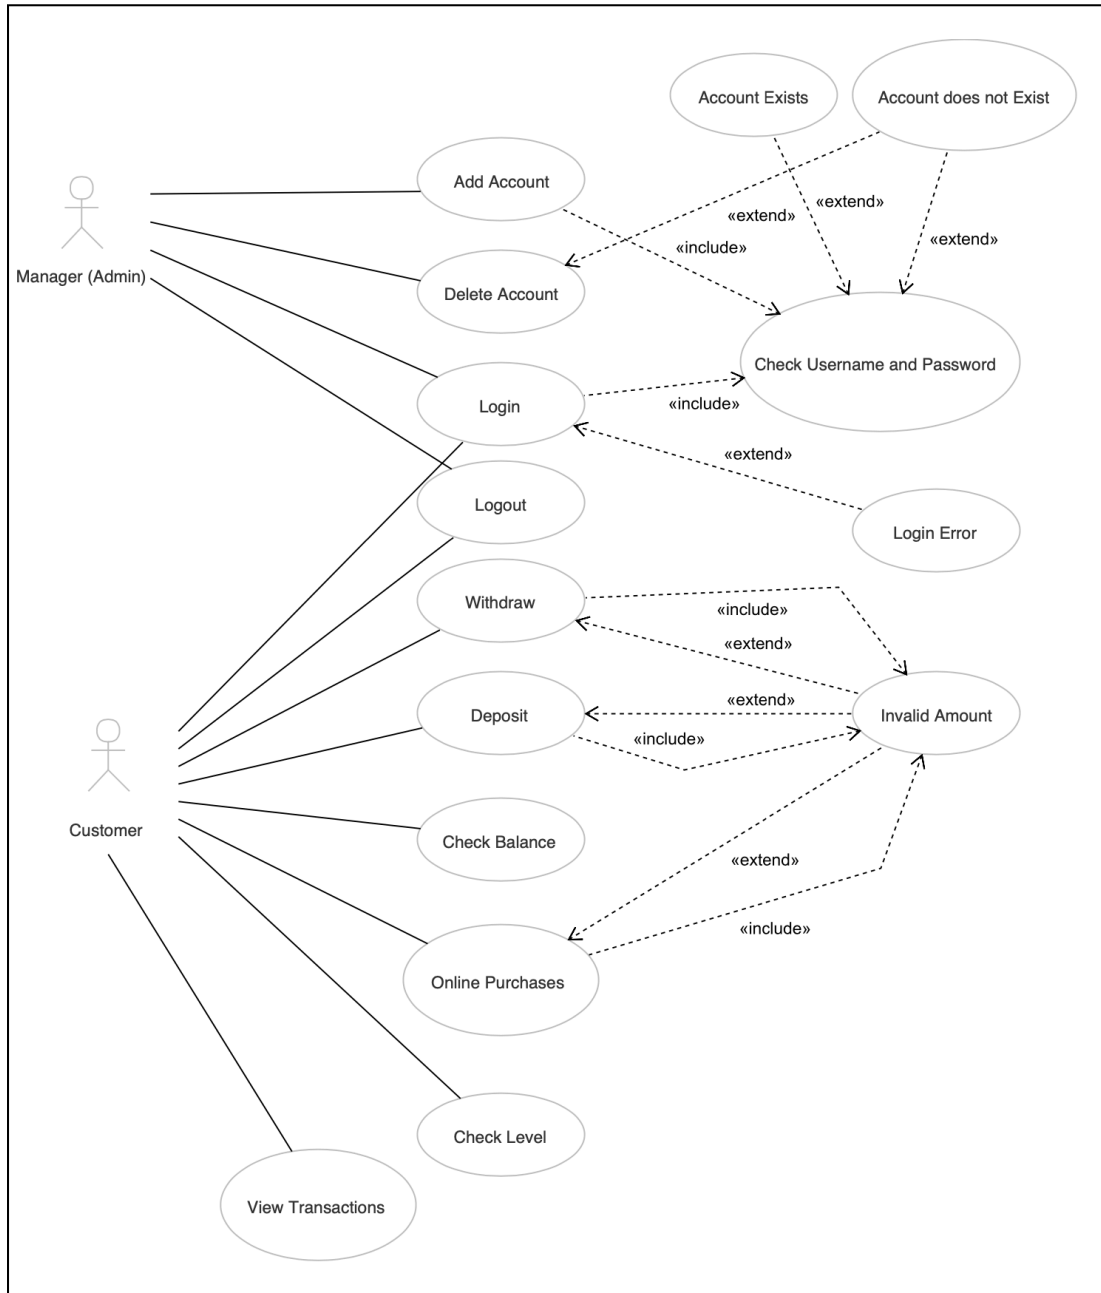 Account Exists
Account does not Exist
Add Account
«extend»
«extend»
«extend»
«include»
Manager (Admin)
Delete Account
Check Username and Password
Login
«include»
«extend»
Logout
Login Error
Withdraw
«include»
«extend»
«extend»
Deposit
Invalid Amount
«include»
Customer
Check Balance
«extend»
«include»
Online Purchases
Check Level
View Transactions